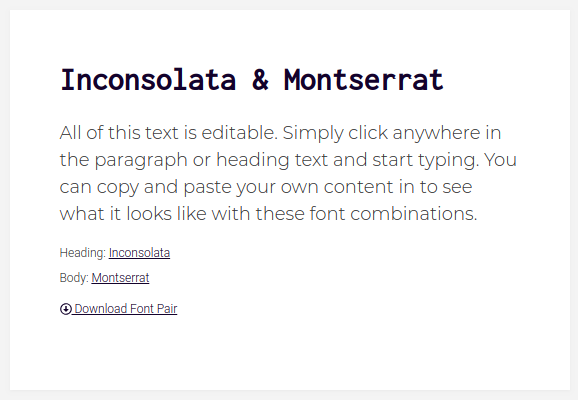 Inconsolata & Montserrat
All of this text is editable. Simply click anywhere in
the paragraph or heading text and start typing. You
can copy and paste your own content in to see
what it looks like with these font combinations.
Heading: Inconsolata
Body: Montserrat
Download Font Pair